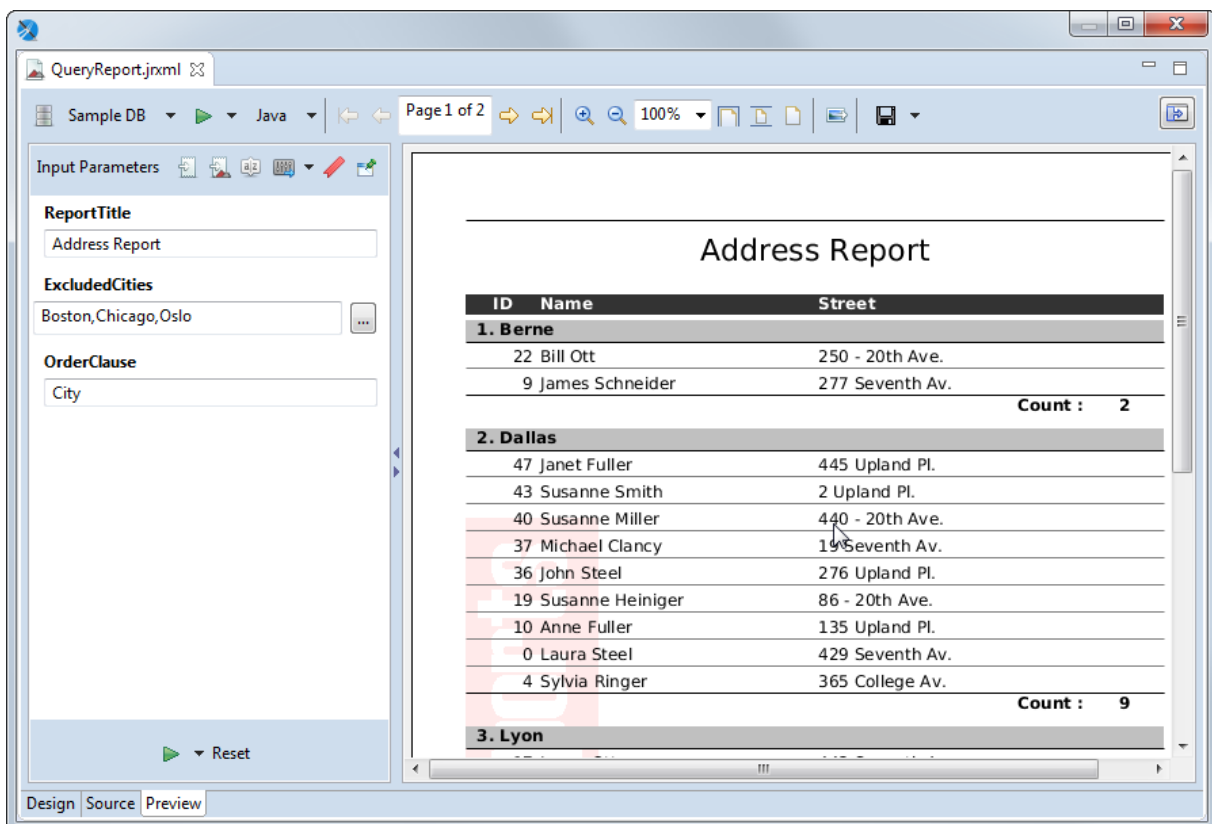 QueryReport.jrxml
Sample DB Java Page 1 of 2 100%
Input Parameters
ReportTitle
Address Report
ExcludedCities
Boston,Chicago,Oslo ...
OrderClause
City
Reset
Address Report
ID Name Street
1. Berne
22 Bill Ott 250 - 20th Ave.
9 James Schneider 277 Seventh Av.
Count : 2
2. Dallas
47 Janet Fuller 445 Upland Pl.
43 Susanne Smith 2 Upland Pl.
40 Susanne Miller 440 - 20th Ave.
37 Michael Clancy 19 Seventh Av.
36 John Steel 276 Upland Pl.
19 Susanne Heiniger 86 - 20th Ave.
10 Anne Fuller 135 Upland Pl.
0 Laura Steel 429 Seventh Av.
4 Sylvia Ringer 365 College Av.
Count : 9
3. Lyon
Design Source Preview